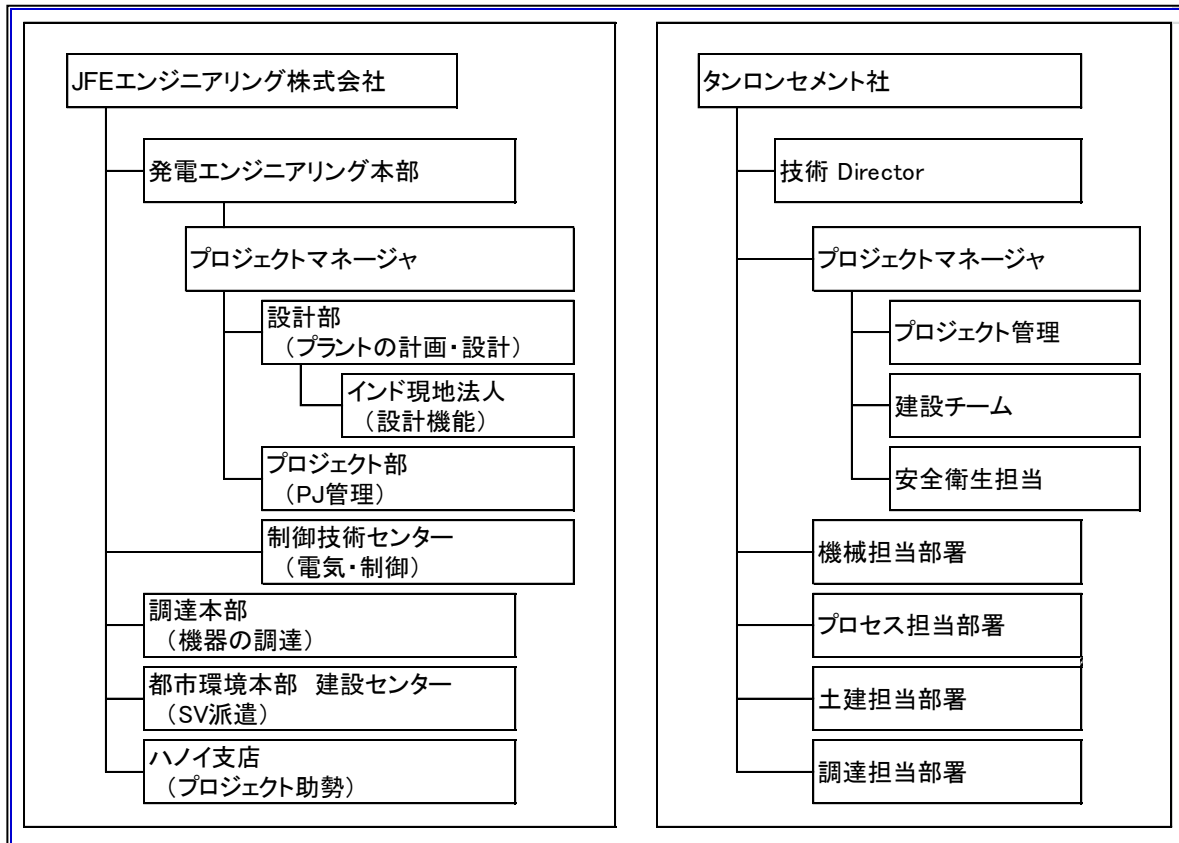 JFEエンジニアリング株式会社
発電エンジニアリング本部
プロジェクトマネージャ
設計部
（プラントの計画・設計）
インド現地法人
（設計機能）
プロジェクト部
（PJ管理）
制御技術センター
（電気・制御）
調達本部
（機器の調達）
都市環境本部　建設センター
（SV派遣）
ハノイ支店
（プロジェクト助勢）
タンロンセメント社
技術 Director
プロジェクトマネージャ
プロジェクト管理
建設チーム
安全衛生担当
機械担当部署
プロセス担当部署
土建担当部署
調達担当部署